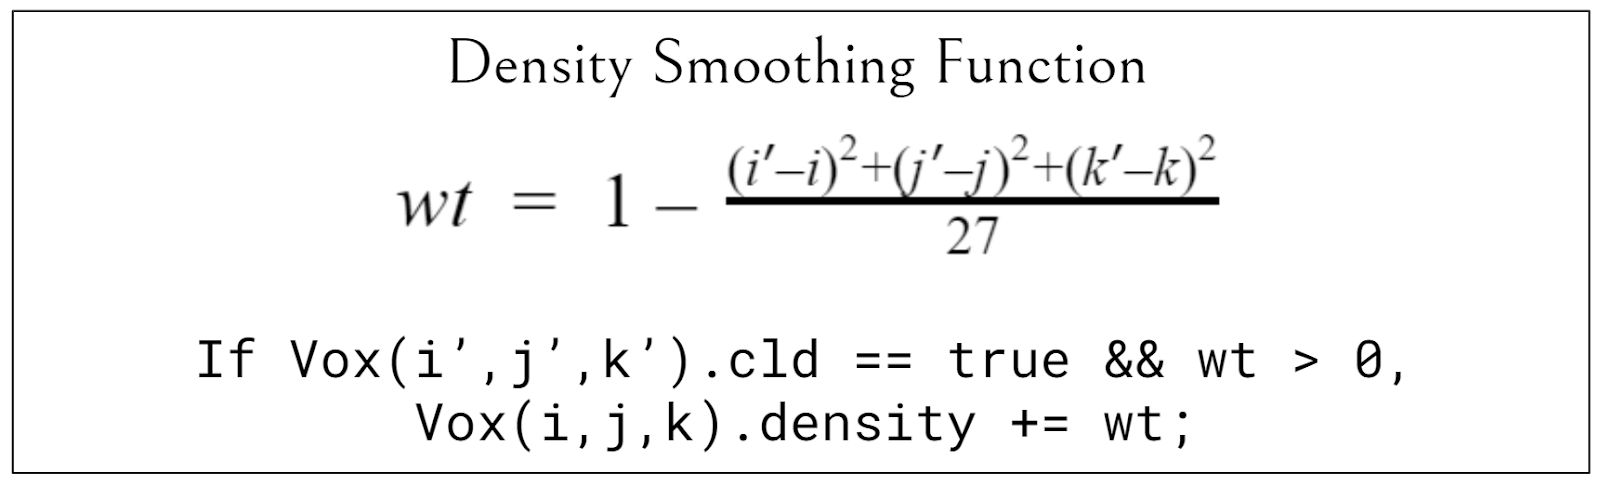 Density Smoothing Function
wt = 1 – (i′–i)²+(j′–j)²+(k′–k)² / 27
If Vox(i’,j’,k’).cld == true && wt > 0,
Vox(i,j,k).density += wt;